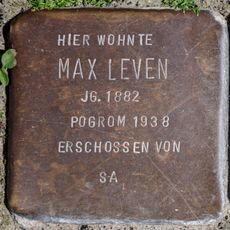 HIER WOHNTE
MAX LEVEN
JG. 1882
POGROM 1938
ERSCHOSSEN VON
SA